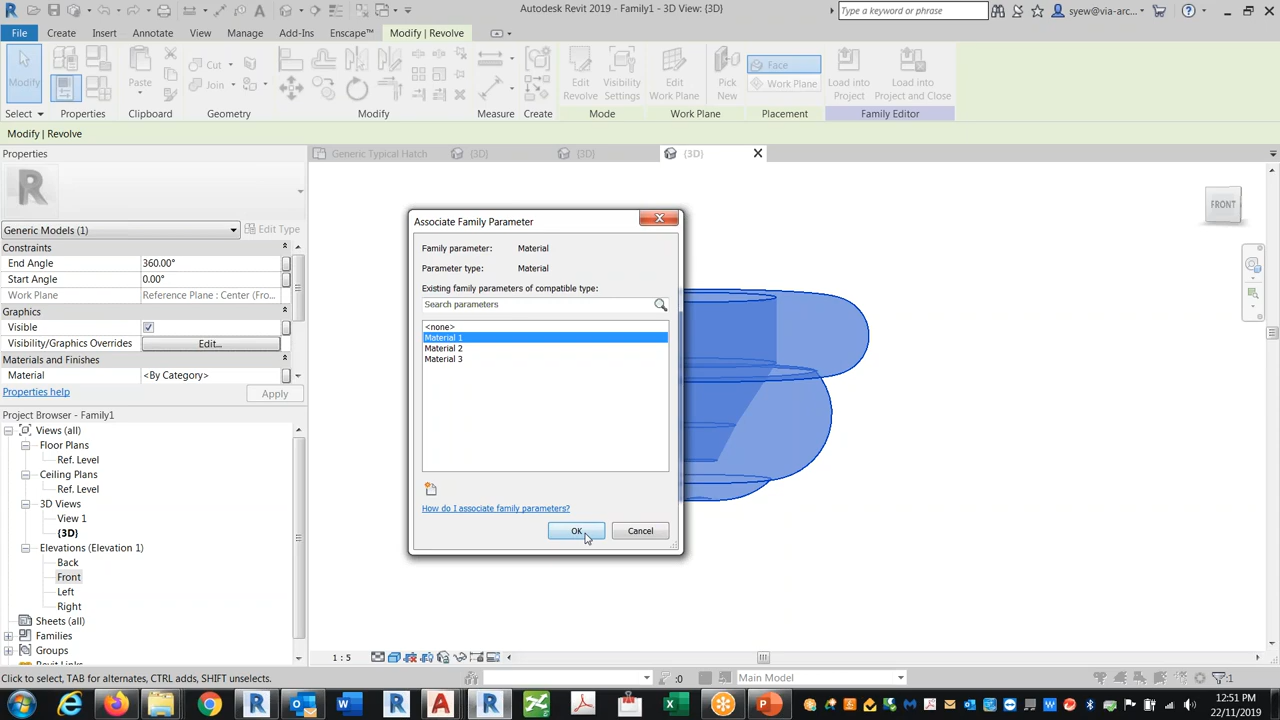 Autodesk Revit 2019 - Family1 - 3D View: {3D}
Type a keyword or phrase
syew@via-arc...
File Create Insert Annotate View Manage Add-Ins Enscape™ Modify | Revolve
Modify
Paste
Cut
Join
Edit Revolve
Visibility Settings
Edit Work Plane
Pick New
Face
Work Plane
Load into Project
Load into Project and Close
Select Properties Clipboard Geometry Modify Measure Create Mode Work Plane Placement Family Editor
Modify | Revolve
Properties
Generic Typical Hatch {3D} {3D} {3D}
R
FRONT
Generic Models (1) Edit Type
Constraints
End Angle 360.00°
Start Angle 0.00°
Work Plane Reference Plane : Center (Fro...
Graphics
Visible
Visibility/Graphics Overrides Edit...
Materials and Finishes
Material <By Category>
Properties help Apply
Project Browser - Family1
Views (all)
Floor Plans
Ref. Level
Ceiling Plans
Ref. Level
3D Views
View 1
{3D}
Elevations (Elevation 1)
Back
Front
Left
Right
Sheets (all)
Families
Groups
Revit Links
Associate Family Parameter
Family parameter: Material
Parameter type: Material
Existing family parameters of compatible type:
Search parameters
<none>
Material 1
Material 2
Material 3
How do I associate family parameters?
OK Cancel
1 : 5
Click to select, TAB for alternates, CTRL adds, SHIFT unselects.
:0
Main Model
:1
12:51 PM
22/11/2019